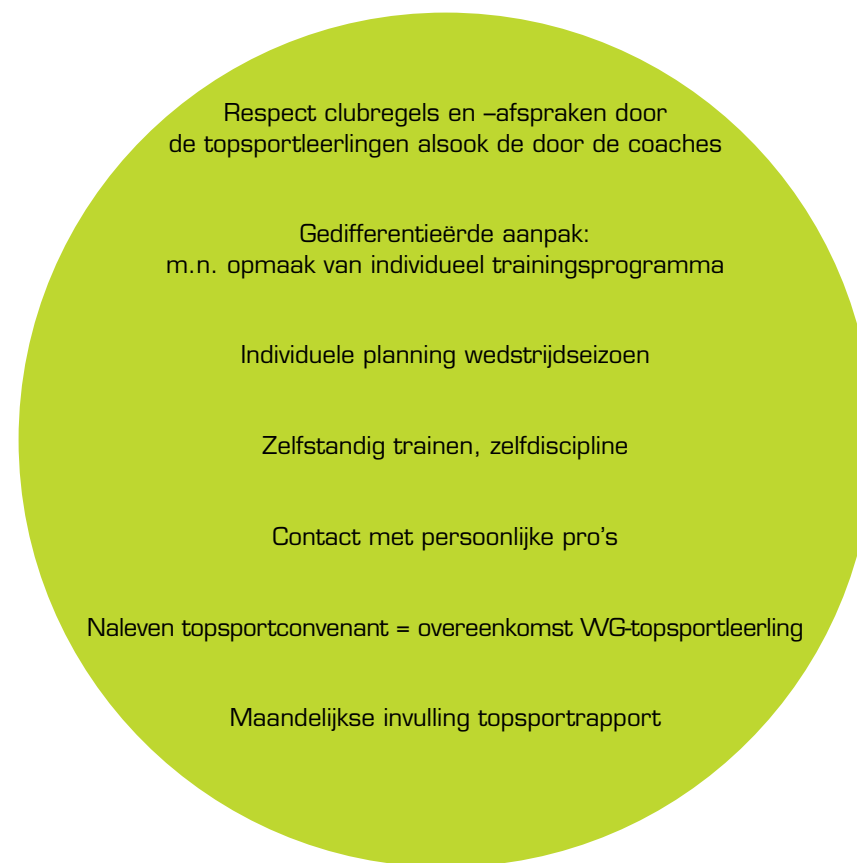 Respect clubregels en –afspraken door
de topsportleerlingen alsook de door de coaches
Gedifferentieërde aanpak:
m.n. opmaak van individueel trainingsprogramma
Individuele planning wedstrijdseizoen
Zelfstandig trainen, zelfdiscipline
Contact met persoonlijke pro’s
Naleven topsportconvenant = overeenkomst VVG-topsportleerling
Maandelijkse invulling topsportrapport